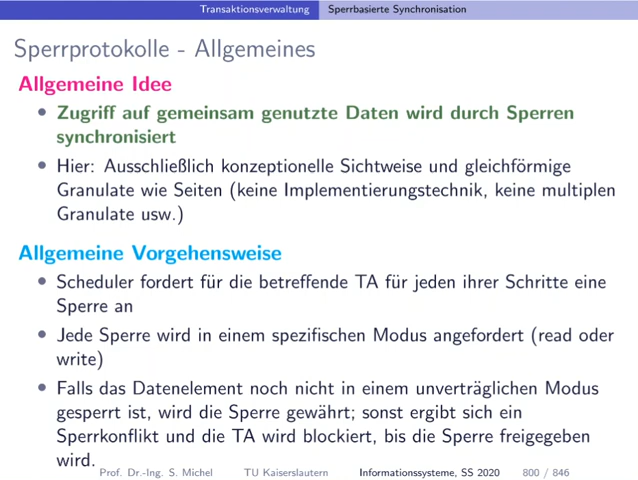 Transaktionsverwaltung Sperrbasierte Synchronisation
Sperrprotokolle - Allgemeines
Allgemeine Idee
• Zugriff auf gemeinsam genutzte Daten wird durch Sperren
synchronisiert
• Hier: Ausschließlich konzeptionelle Sichtweise und gleichförmige
Granulate wie Seiten (keine Implementierungstechnik, keine multiplen
Granulate usw.)
Allgemeine Vorgehensweise
• Scheduler fordert für die betreffende TA für jeden ihrer Schritte eine
Sperre an
• Jede Sperre wird in einem spezifischen Modus angefordert (read oder
write)
• Falls das Datenelement noch nicht in einem unverträglichen Modus
gesperrt ist, wird die Sperre gewährt; sonst ergibt sich ein
Sperrkonflikt und die TA wird blockiert, bis die Sperre freigegeben
wird.
Prof. Dr.-Ing. S. Michel TU Kaiserslautern Informationssysteme, SS 2020 800 / 846